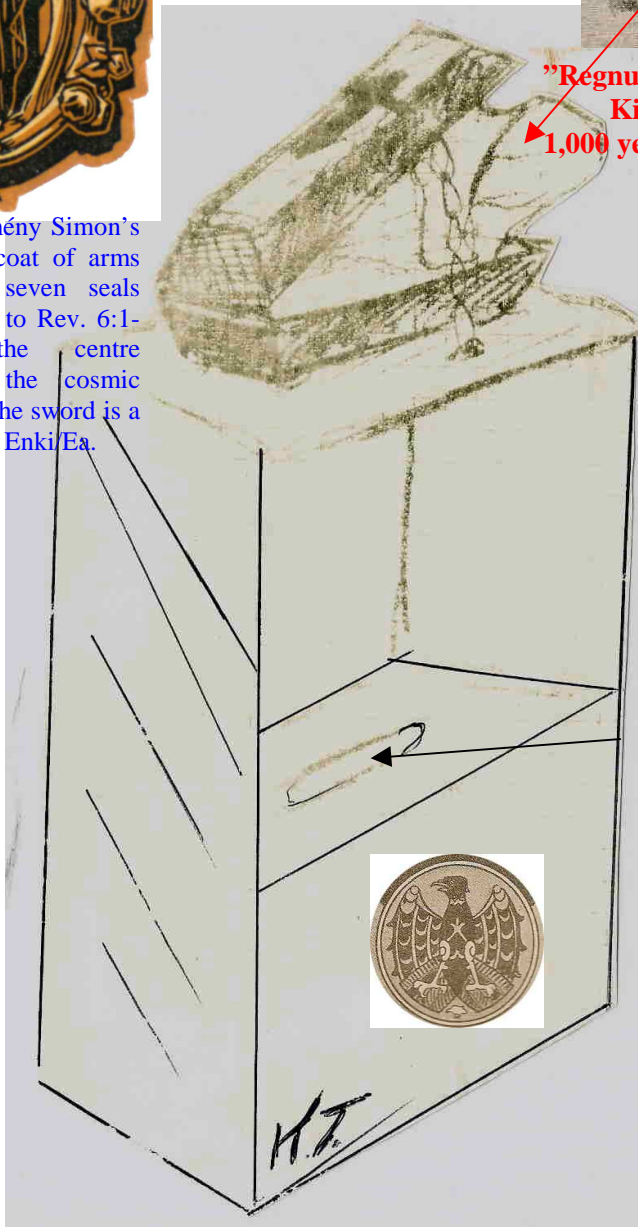 ”Regnu
Ki
1,000 ye
ény Simon’s
coat of arms
seven seals
to Rev. 6:1-
the centre
the cosmic
he sword is a
Enki/Ea.
K.T.